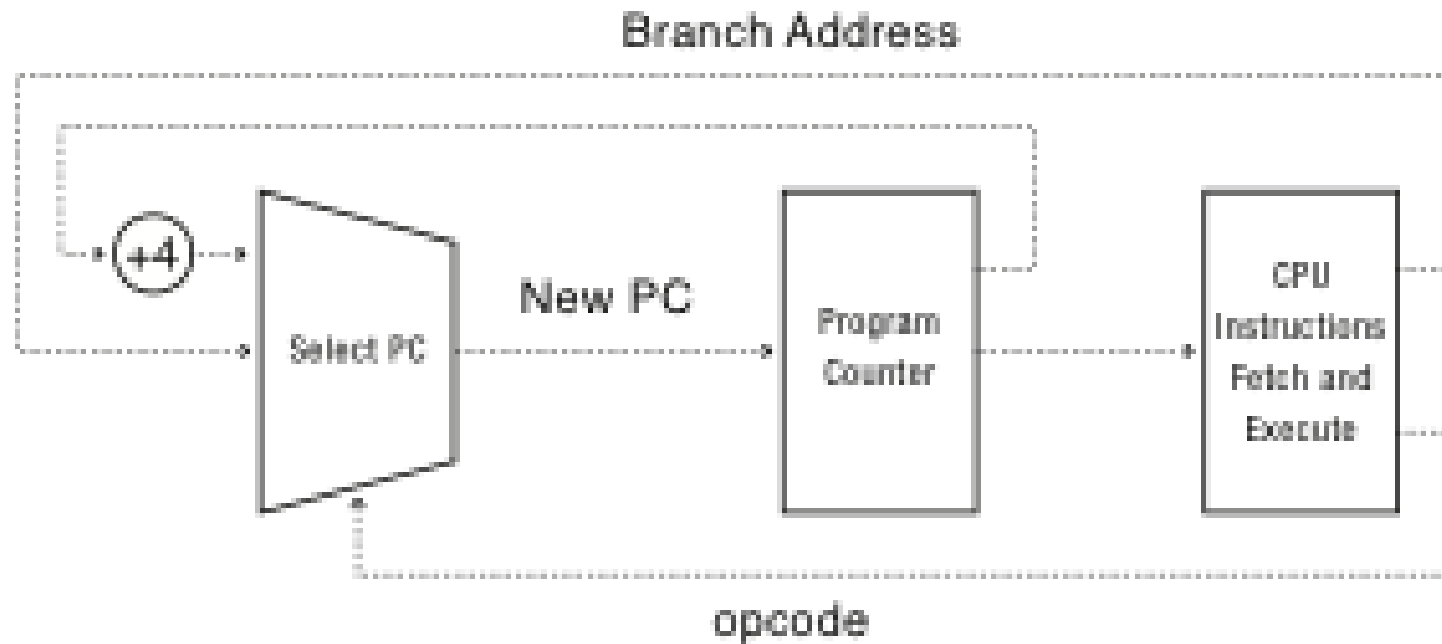 Branch Address
+4
Select PC
New PC
Program
Counter
CPU
Instructions
Fetch and
Execute
opcode